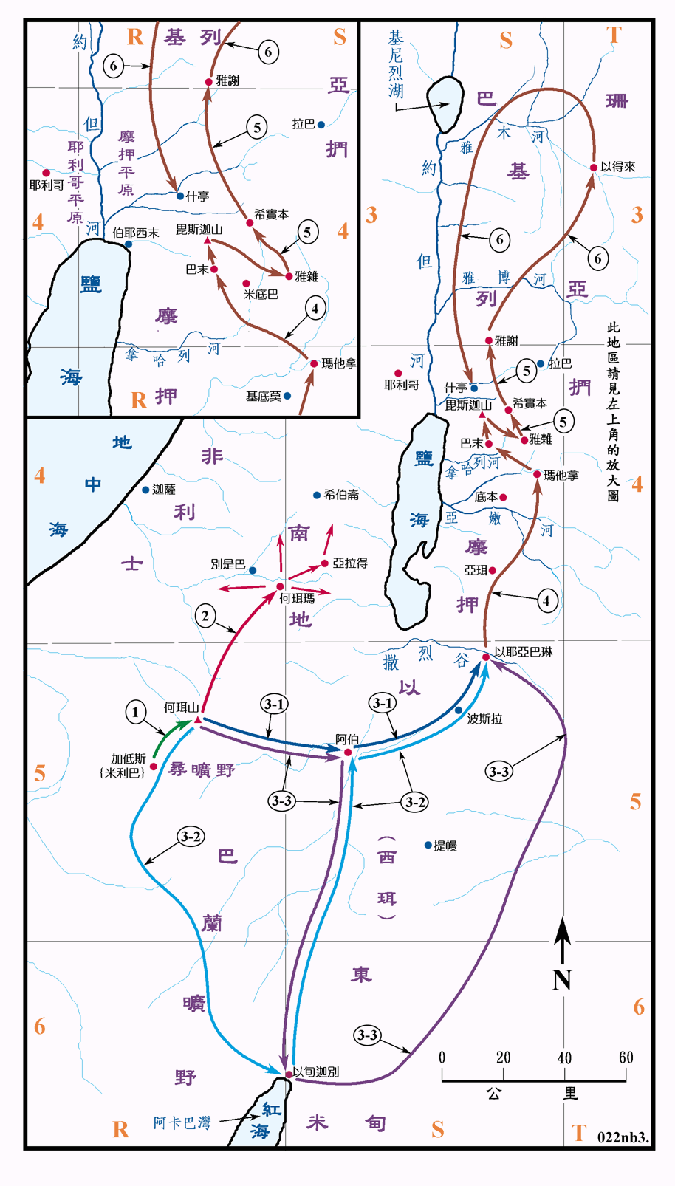 R
基列
S
6
6
雅謝
亞捫
約但河
耶利哥平原
摩押平原
拉巴
5
耶利哥
什亭
希實本
4
4
伯耶西末
毘斯迦山
5
鹽海
巴末
米底巴
雅雜
摩押
4
拿哈列河
瑪他拿
R
基底莫
S
T
基尼列湖
巴珊
雅木河
基列
以得來
約但河
3
3
6
6
雅博河
亞捫
雅謝
此地區請見左上角的放大圖
拉巴
耶利哥
5
什亭
毘斯迦山
希實本
5
雅雜
巴末
鹽海
拿哈列河
瑪他拿
4
底本
亞嫩河
摩押
亞珥
4
地中海
4
迦薩
非利士
希伯崙
南地
別是巴
亞拉得
何珥瑪
2
撒烈谷
以耶亞巴琳
以東
何珥山
1
3-1
3-1
波斯拉
加低斯
(米利巴)
尋曠野
阿伯
3-3
3-3
3-2
5
5
3-2
巴蘭曠野
(西珥)
提幔
N
6
6
3-3
以旬迦別
0 20 40 60
公里
阿卡巴灣
紅海
米甸
R
S
T
022nb3.